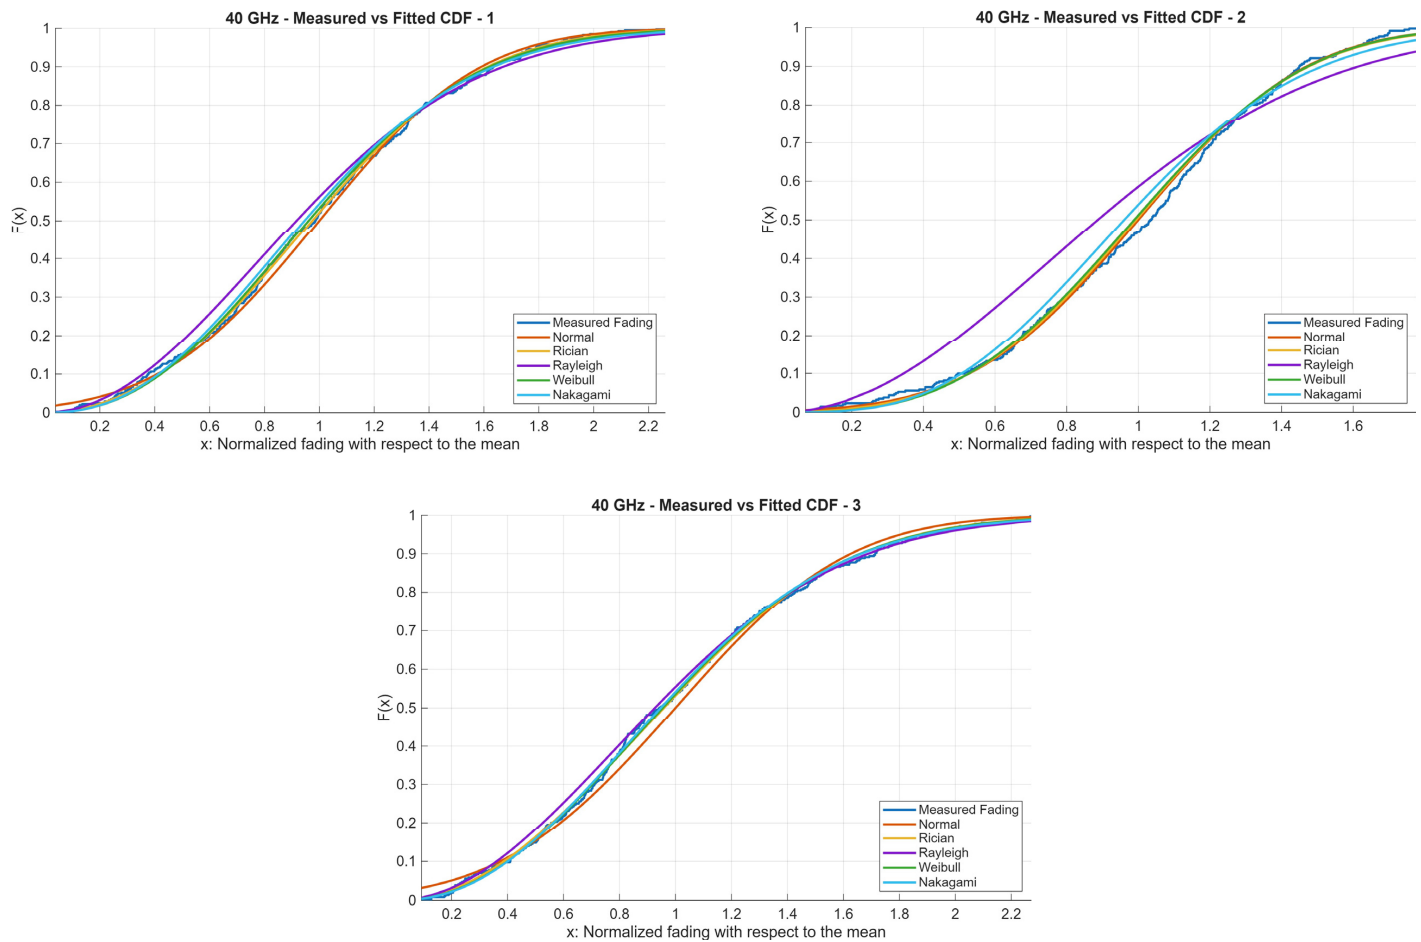 40 GHz - Measured vs Fitted CDF - 1
1
0.9
0.8
0.7
0.6
0.5
0.4
0.3
0.2
0.1
0
F(x)
0.2 0.4 0.6 0.8 1 1.2 1.4 1.6 1.8 2 2.2
x: Normalized fading with respect to the mean
Measured Fading
Normal
Rician
Rayleigh
Weibull
Nakagami
40 GHz - Measured vs Fitted CDF - 2
1
0.9
0.8
0.7
0.6
0.5
0.4
0.3
0.2
0.1
0
F(x)
0.2 0.4 0.6 0.8 1 1.2 1.4 1.6
x: Normalized fading with respect to the mean
Measured Fading
Normal
Rician
Rayleigh
Weibull
Nakagami
40 GHz - Measured vs Fitted CDF - 3
1
0.9
0.8
0.7
0.6
0.5
0.4
0.3
0.2
0.1
0
F(x)
0.2 0.4 0.6 0.8 1 1.2 1.4 1.6 1.8 2 2.2
x: Normalized fading with respect to the mean
Measured Fading
Normal
Rician
Rayleigh
Weibull
Nakagami